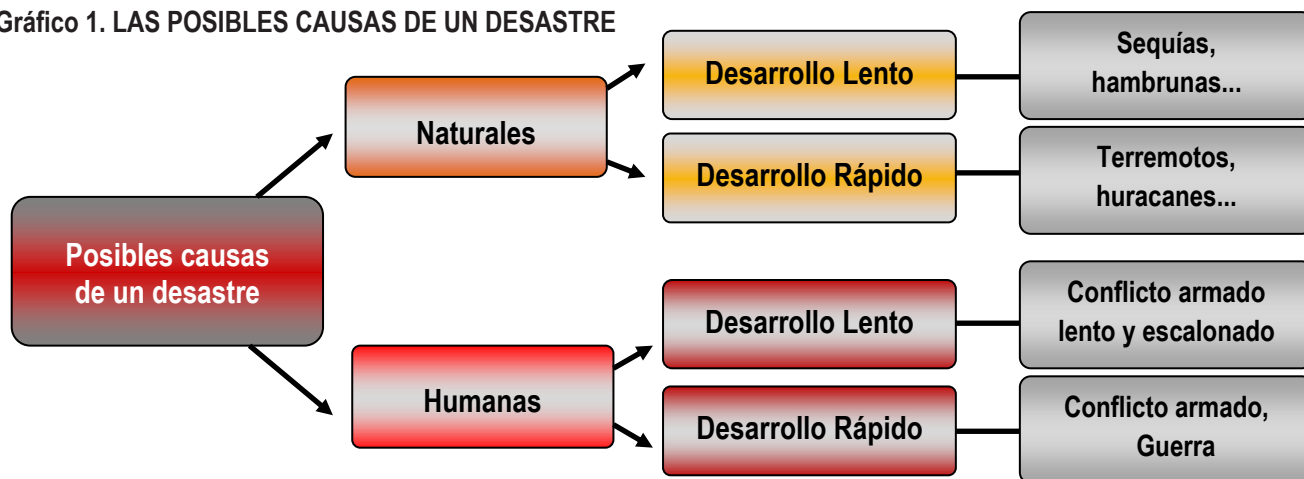 Gráfico 1. LAS POSIBLES CAUSAS DE UN DESASTRE
Posibles causas
de un desastre
Naturales
Desarrollo Lento
Sequías,
hambrunas...
Desarrollo Rápido
Terremotos,
huracanes...
Humanas
Desarrollo Lento
Conflicto armado
lento y escalonado
Desarrollo Rápido
Conflicto armado,
Guerra